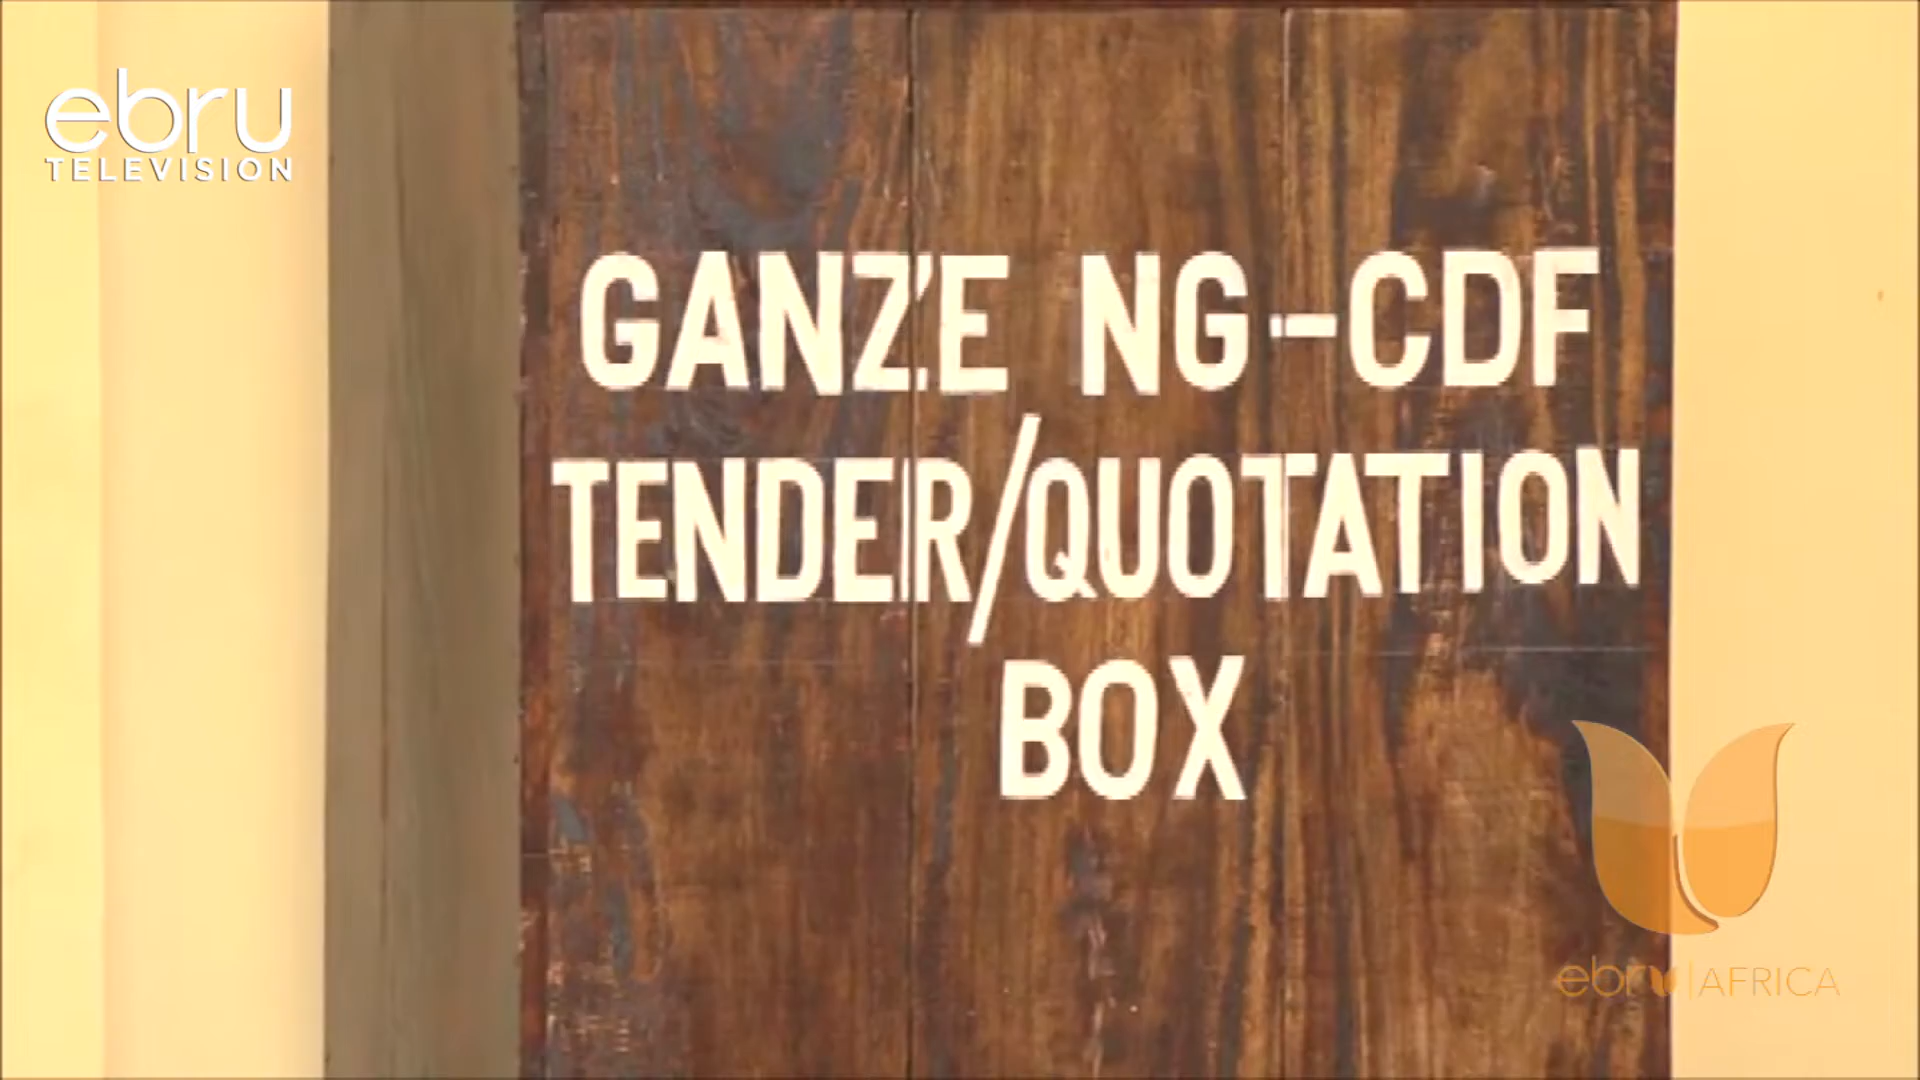 ebru
TELEVISION
GANZE NG-CDF
TENDER/QUOTATION
BOX
ebru|AFRICA